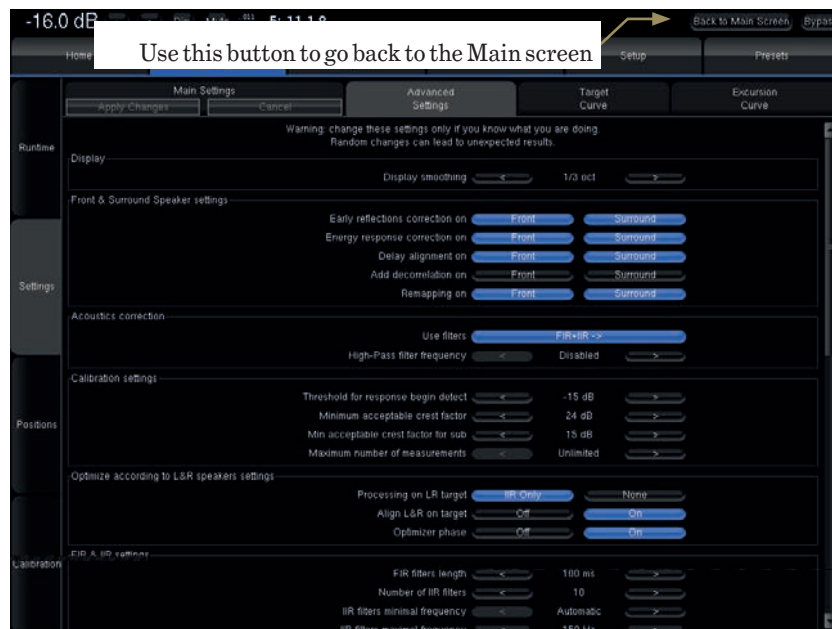 -16.0 dB
Back to Main Screen
Use this button to go back to the Main screen
Home
Setup
Presets
Main Settings
Apply Changes Cancel
Advanced Settings
Target Curve
Excursion Curve
Runtime
Settings
Positions
Calibration
Warning: change these settings only if you know what you are doing.
Random changes can lead to unexpected results.
Display
Display smoothing < 1/3 oct >
Front & Surround Speaker settings
Early reflections correction on Front Surround
Energy response correction on Front Surround
Delay alignment on Front Surround
Add decorrelation on Front Surround
Remapping on Front Surround
Acoustics correction
Use filters FIR+IIR ->
High-Pass filter frequency < Disabled >
Calibration settings
Threshold for response begin detect < -15 dB >
Minimum acceptable crest factor < 24 dB >
Min acceptable crest factor for sub < 15 dB >
Maximum number of measurements < Unlimited >
Optimize according to L&R speakers settings
Processing on LR target IIR Only None
Align L&R on target Off On
Optimizer phase Off On
FIR & IIR settings
FIR filters length < 100 ms >
Number of IIR filters < 10 >
IIR filters minimal frequency < Automatic >